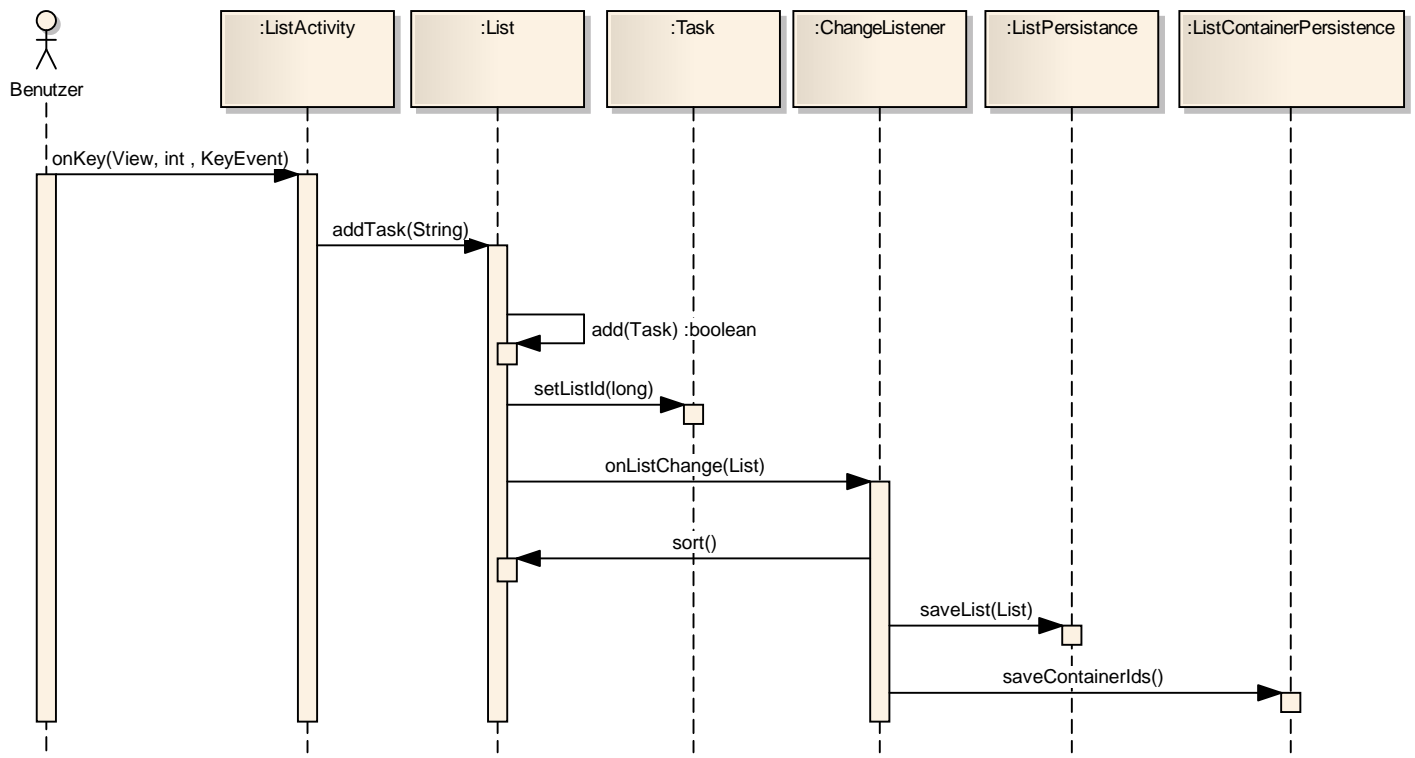 :ListActivity
:List
:Task
:ChangeListener
:ListPersistance
:ListContainerPersistence
Benutzer
onKey(View, int , KeyEvent)
addTask(String)
add(Task) :boolean
setListId(long)
onListChange(List)
sort()
saveList(List)
saveContainerIds()